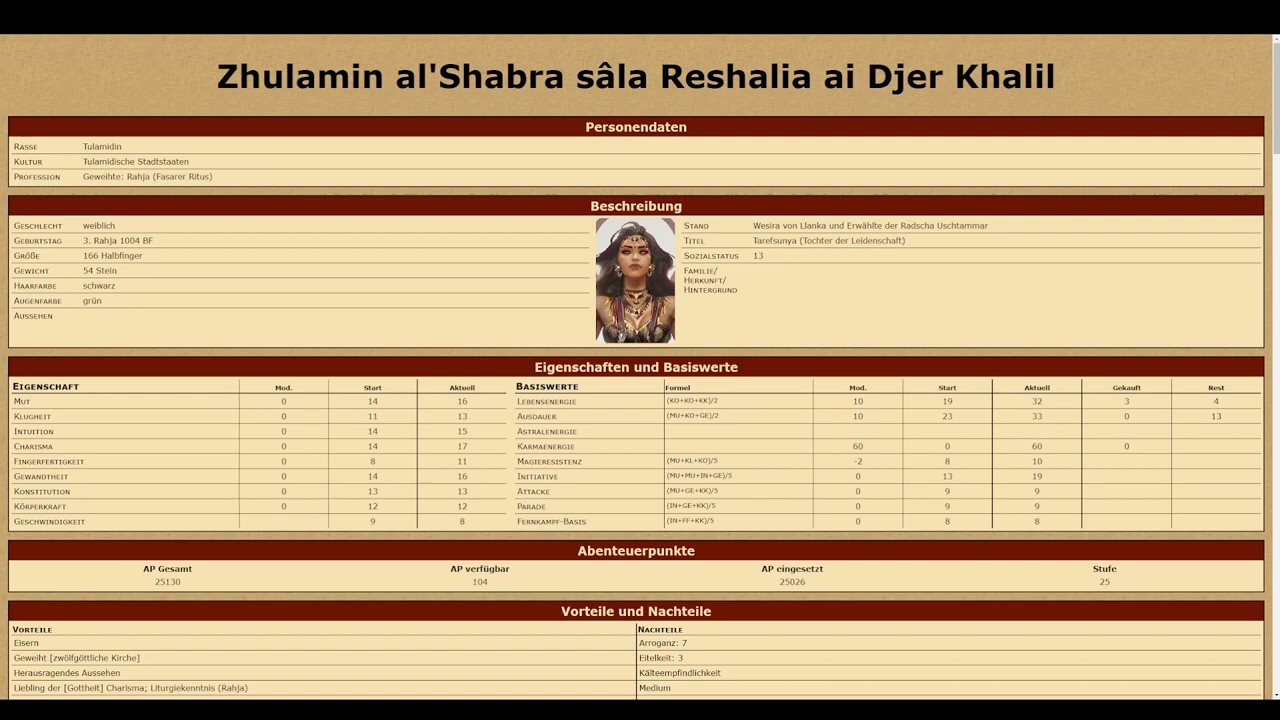 Zhulamin al'Shabra sâla Reshalia ai Djer Khalil
Personendaten
Rasse Tulamidin
Kultur Tulamidische Stadtstaaten
Profession Geweihte: Rahja (Fasarer Ritus)
Beschreibung
Geschlecht weiblich
Geburtstag 3. Rahja 1004 BF
Größe 166 Halbfinger
Gewicht 54 Stein
Haarfarbe schwarz
Augenfarbe grün
Aussehen
Stand Wesira von Llanka und Erwählte der Radscha Uschtammar
Titel Tarefsunya (Tochter der Leidenschaft)
Sozialstatus 13
Familie/
Herkunft/
Hintergrund
Eigenschaften und Basiswerte
Eigenschaft Mod. Start Aktuell
Mut 0 14 16
Klugheit 0 11 13
Intuition 0 14 15
Charisma 0 14 17
Fingerfertigkeit 0 8 11
Gewandtheit 0 14 16
Konstitution 0 13 13
Körperkraft 0 12 12
Geschwindigkeit 9 8
Basiswerte Formel Mod. Start Aktuell Gekauft Rest
Lebensenergie (KO+KO+KK)/2 10 19 32 3 4
Ausdauer (MU+KO+GE)/2 10 23 33 0 13
Astralenergie
Karmaenergie 60 0 60 0
Magieresistenz (MU+KL+KO)/5 -2 8 10
Initiative (MU+MU+IN+GE)/5 0 13 19
Attacke (MU+GE+KK)/5 0 9 9
Parade (IN+GE+KK)/5 0 9 9
Fernkampf-Basis (IN+FF+KK)/5 0 8 8
Abenteuerpunkte
AP Gesamt AP verfügbar AP eingesetzt Stufe
25130 104 25026 25
Vorteile und Nachteile
Vorteile
Eisern
Geweiht [zwölfgöttliche Kirche]
Herausragendes Aussehen
Liebling der [Gottheit] Charisma; Liturgiekenntnis (Rahja)
Nachteile
Arroganz: 7
Eitelkeit: 3
Kälteempfindlichkeit
Medium